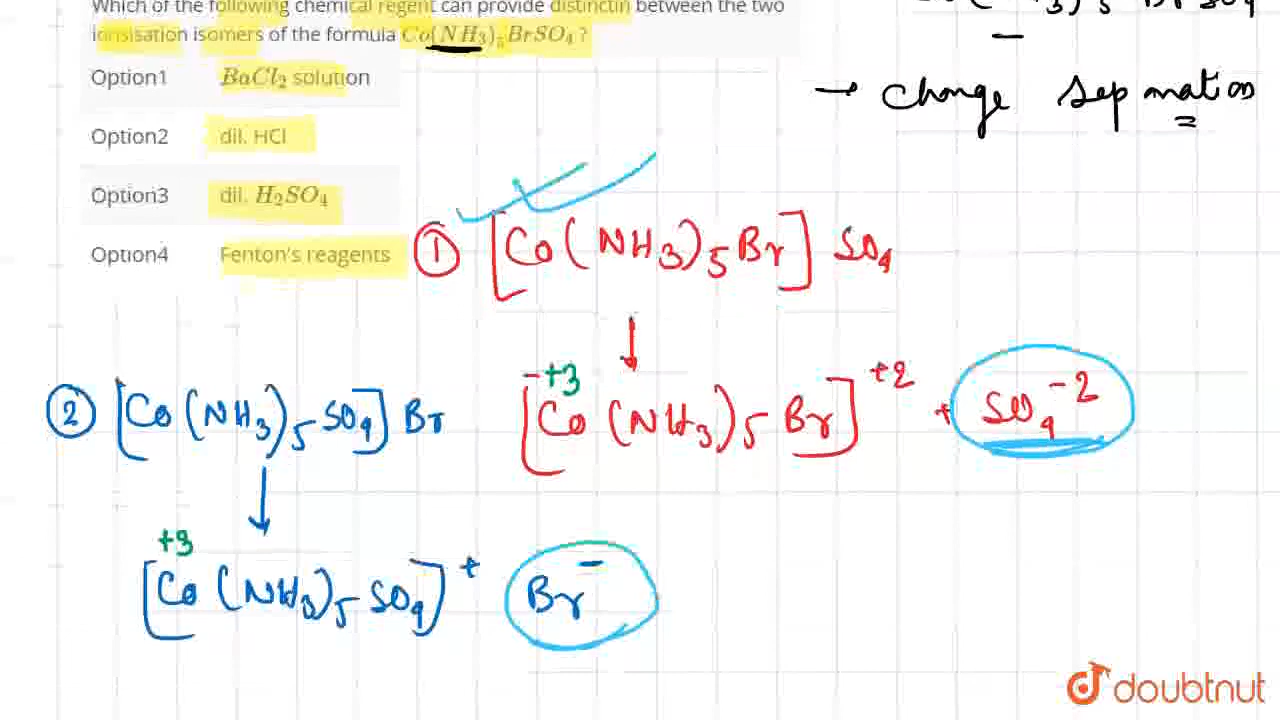 Which of the following chemical regent can provide distinctin between the two
ionsisation isomers of the formula Co(NH₃)₅BrSO₄ ?
Option1 BaCl₂ solution
Option2 dil. HCl
Option3 dil. H₂SO₄
Option4 Fenton's reagents
→ change sepration
① [Co(NH₃)₅Br] SO₄
↓
[Co(NH₃)₅Br]⁺² + SO₄⁻²
+3
② [Co(NH₃)₅SO₄] Br
↓
+3
[Co(NH₃)₅SO₄]⁺ Br⁻
doubtnut